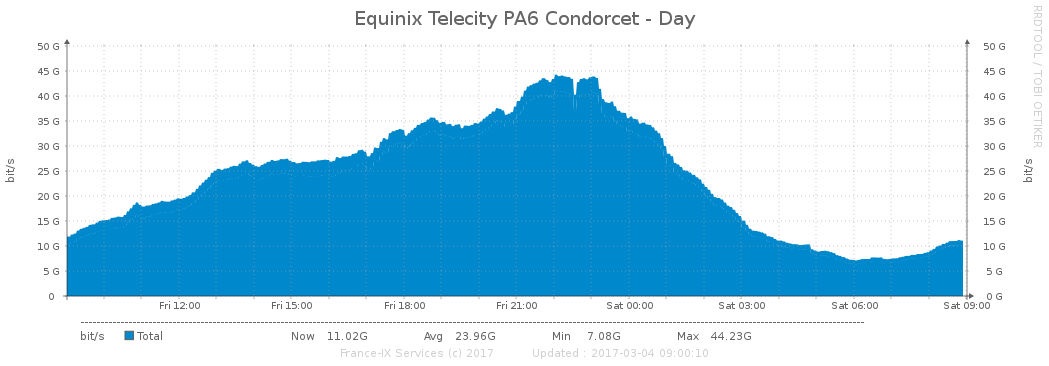 Equinix Telecity PA6 Condorcet - Day
RRDTOOL / TOBI OETIKER
bit/s
50 G 50 G
45 G 45 G
40 G 40 G
35 G 35 G
30 G 30 G
25 G 25 G
20 G 20 G
15 G 15 G
10 G 10 G
5 G 5 G
0 0 G
bit/s
Fri 12:00 Fri 15:00 Fri 18:00 Fri 21:00 Sat 00:00 Sat 03:00 Sat 06:00 Sat 09:00
bit/s Total Now 11.02G Avg 23.96G Min 7.08G Max 44.23G
France-IX Services (c) 2017 Updated : 2017-03-04 09:00:10